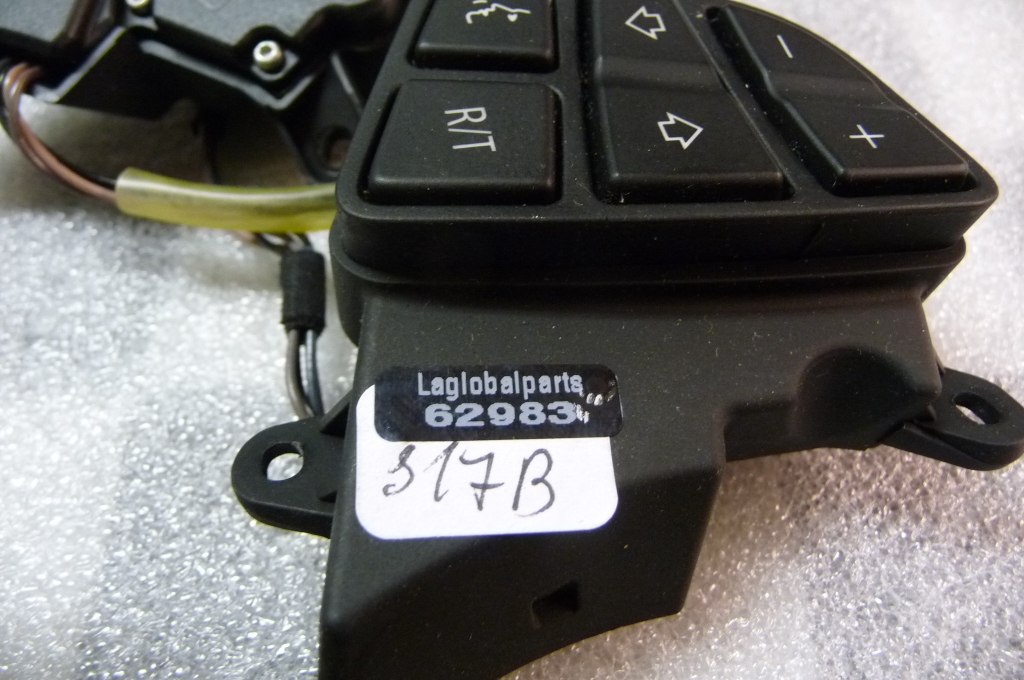 R/T
−
+
Laglobalparts
62983
317B